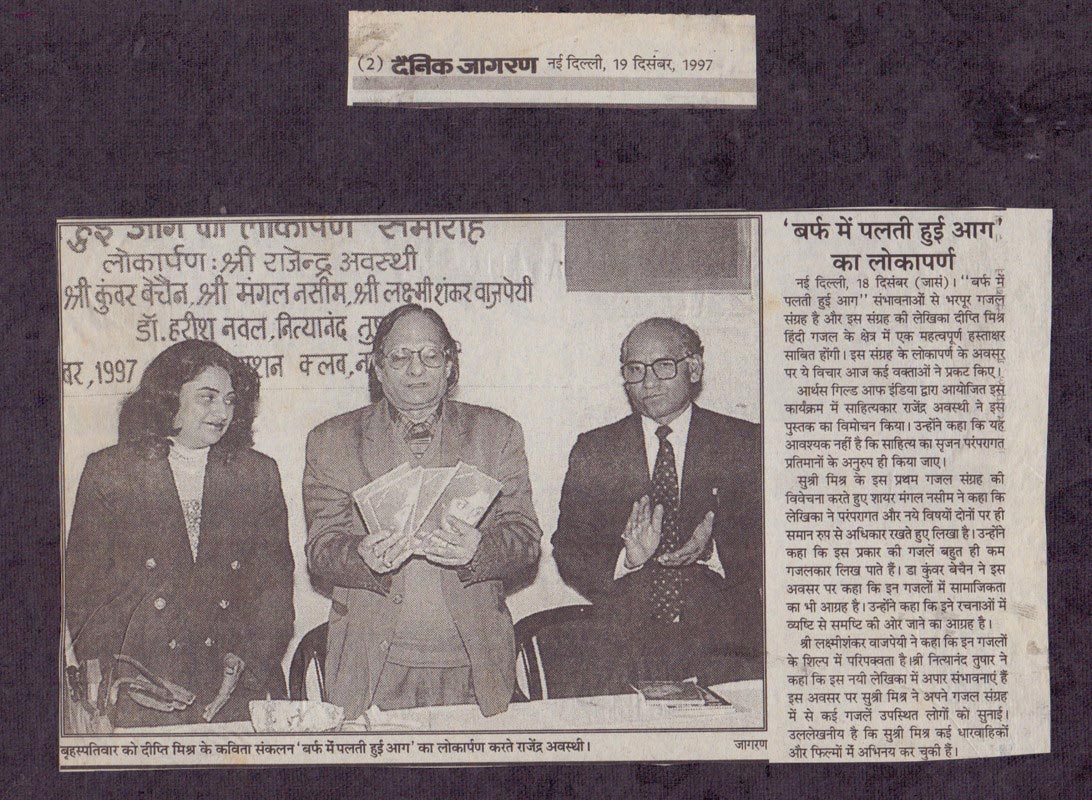 (2) दैनिक जागरण नई दिल्ली, 19 दिसंबर, 1997
हुई आग का लोकार्पण समारोह
लोकार्पण : श्री राजेन्द्र अवस्थी
श्री कुंवर बेचैन, श्री मंगल नसीम, श्री लक्ष्मीशंकर वाजपेयी
डॉ. हरीश नवल, नित्यानंद तुषा
बर, 1997 शन क्लब, न
बृहस्पतिवार को दीप्ति मिश्र के कविता संकलन 'बर्फ में पलती हुई आग' का लोकार्पण करते राजेंद्र अवस्थी। जागरण
'बर्फ में पलती हुई आग'
का लोकापर्ण
नई दिल्ली, 18 दिसंबर (जासं)। "बर्फ में
पलती हुई आग" संभावनाओं से भरपूर गजल
संग्रह है और इस संग्रह की लेखिका दीप्ति मिश्र
हिंदी गजल के क्षेत्र में एक महत्वपूर्ण हस्ताक्षर
साबित होंगी। इस संग्रह के लोकापर्ण के अवसर
पर ये विचार आज कई वक्ताओं ने प्रकट किए।
आर्थस गिल्ड आफ इंडिया द्वारा आयोजित इस
कार्यक्रम में साहित्यकार राजेंद्र अवस्थी ने इस
पुस्तक का विमोचन किया। उन्होंने कहा कि यह
आवश्यक नहीं है कि साहित्य का सृजन परंपरागत
प्रतिमानों के अनुरुप ही किया जाए।
सुश्री मिश्र के इस प्रथम गजल संग्रह की
विवेचना करते हुए शायर मंगल नसीम ने कहा कि
लेखिका ने परंपरागत और नये विषयों दोनों पर ही
समान रुप से अधिकार रखते हुए लिखा है। उन्होंने
कहा कि इस प्रकार की गजलें बहुत ही कम
गजलकार लिख पाते हैं। डा कुंवर बेचैन ने इस
अवसर पर कहा कि इन गजलों में सामाजिकता
का भी आग्रह है। उन्होंने कहा कि इने रचनाओं में
व्यष्टि से समष्टि की ओर जाने का आग्रह है।
श्री लक्ष्मीशंकर वाजपेयी ने कहा कि इन गजलों
के शिल्प में परिपक्वता है। श्री नित्यानंद तुषार ने
कहा कि इस नयी लेखिका में अपार संभावनाएं हैं
इस अवसर पर सुश्री मिश्र ने अपने गजल संग्रह
में से कई गजलें उपस्थित लोगों को सुनाई।
उललेखनीय है कि सुश्री मिश्र कई धारवाहिकों
और फिल्मों में अभिनय कर चुकी हैं।